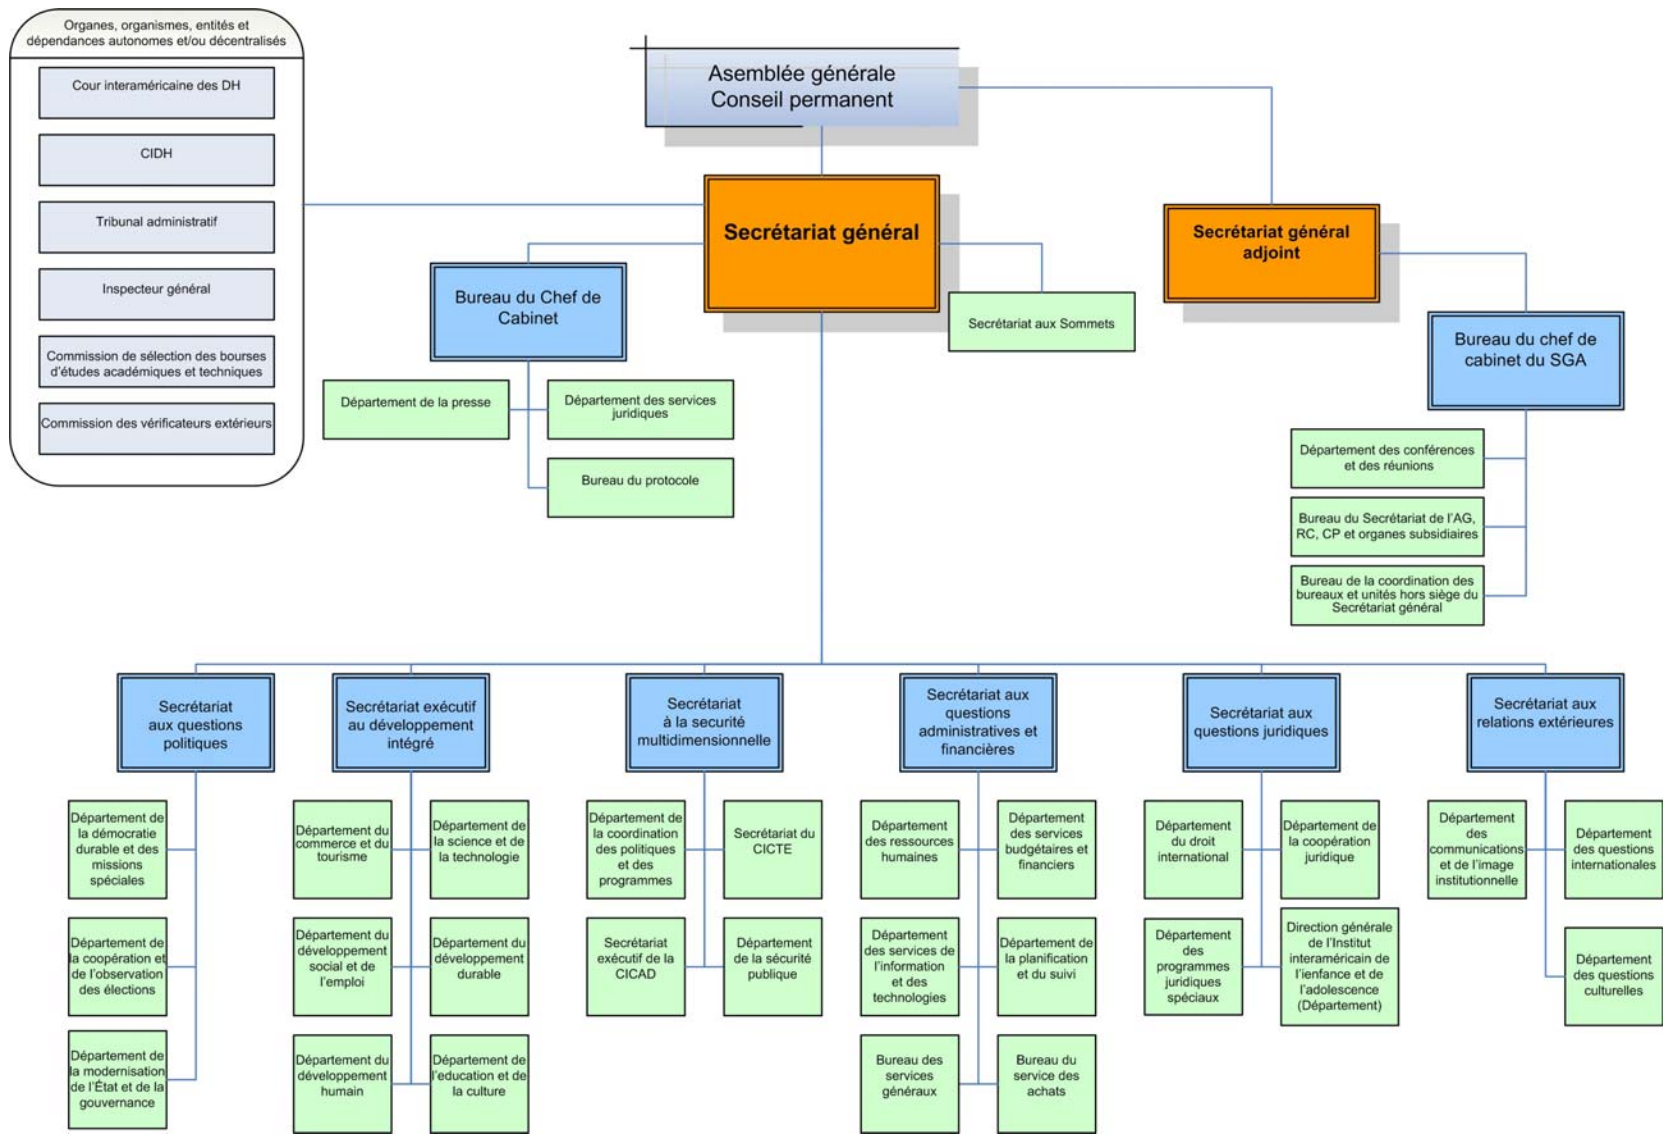 Organes, organismes, entités et
dépendances autonomes et/ou décentralisés
Cour interaméricaine des DH
CIDH
Tribunal administratif
Inspecteur général
Commission de sélection des bourses
d'études académiques et techniques
Commission des vérificateurs extérieurs
Asemblée générale
Conseil permanent
Secrétariat général
Secrétariat général
adjoint
Bureau du Chef de
Cabinet
Secrétariat aux Sommets
Bureau du chef de
cabinet du SGA
Département de la presse
Département des services
juridiques
Bureau du protocole
Département des conférences
et des réunions
Bureau du Secrétariat de l'AG,
RC, CP et organes subsidiaires
Bureau de la coordination des
bureaux et unités hors siège du
Secrétariat général
Secrétariat
aux questions
politiques
Département de
la démocratie
durable et des
missions
spéciales
Département de
la coopération et
de l'observation
des élections
Département de
la modernisation
de l'État et de la
gouvernance
Secrétariat exécutif
au développement
intégré
Département du
commerce et du
tourisme
Département de
la science et de
la technologie
Département du
développement
social et de
l'emploi
Département du
développement
durable
Département du
développement
humain
Département de
l'education et de
la culture
Secrétariat
à la securité
multidimensionnelle
Département de
la coordination
des politiques
et des
programmes
Secrétariat du
CICTE
Secrétariat
exécutif de la
CICAD
Département
de la sécurité
publique
Secrétariat aux
questions
administratives et
financières
Département
des ressources
humaines
Département
des services
budgétaires et
financiers
Département
des services de
l'information
et des
technologies
Département de
la planification
et du suivi
Bureau des
services
généraux
Bureau du
service des
achats
Secrétariat aux
questions juridiques
Département
du droit
international
Département de
la coopération
juridique
Département
des
programmes
juridiques
spéciaux
Direction générale
de l'Institut
interaméricain de
l'ienfance et de
l'adolescence
(Département)
Secrétariat aux
relations extérieures
Département
des
communications
et de l'image
institutionnelle
Département
des questions
internationales
Département
des questions
culturelles